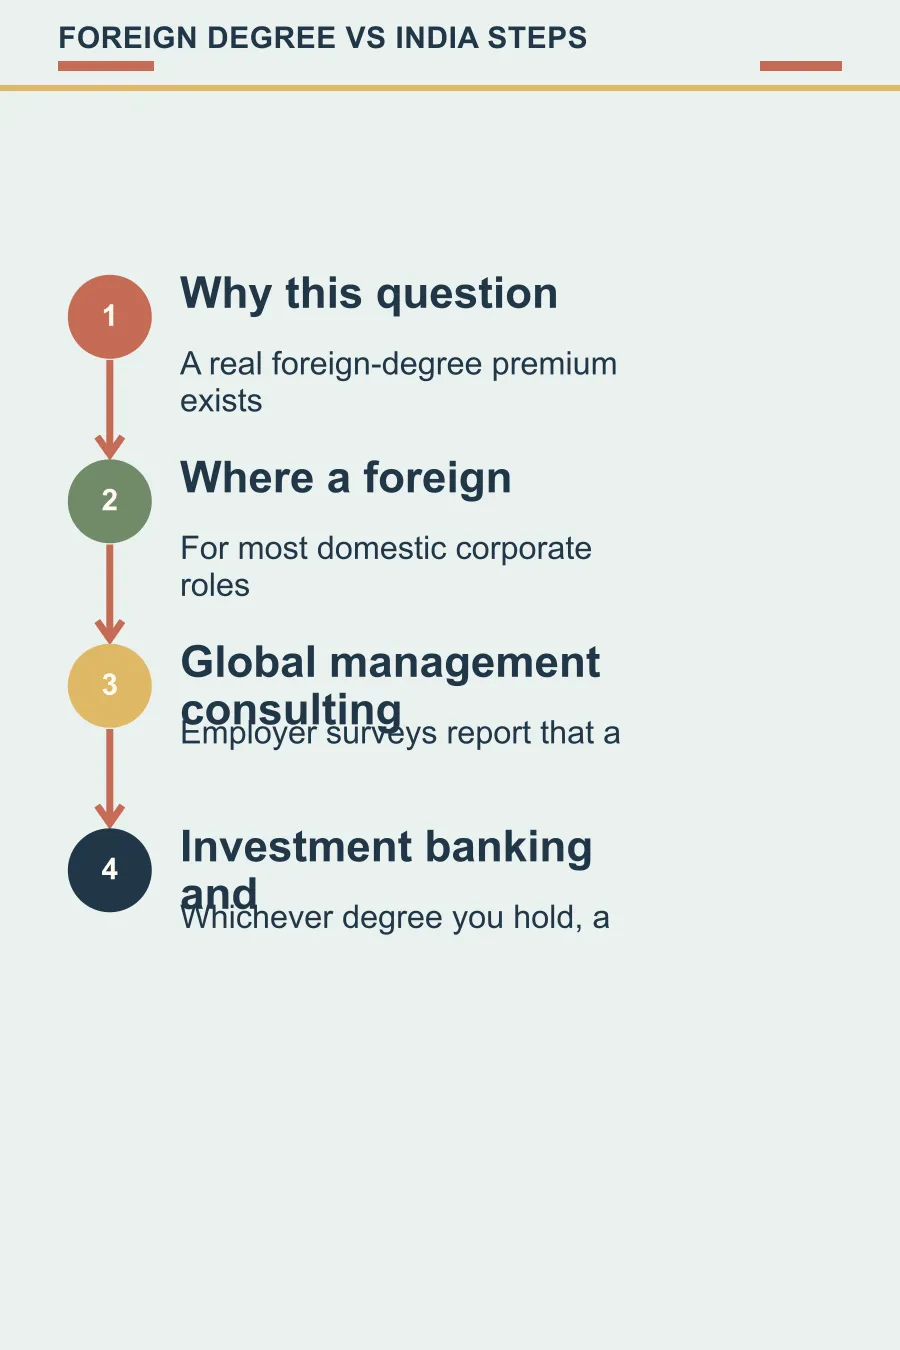 FOREIGN DEGREE VS INDIA STEPS
1
Why this question
A real foreign-degree premium
exists
2
Where a foreign
For most domestic corporate
roles
3
Global management
consulting
Employer surveys report that a
4
Investment banking
and
Whichever degree you hold, a